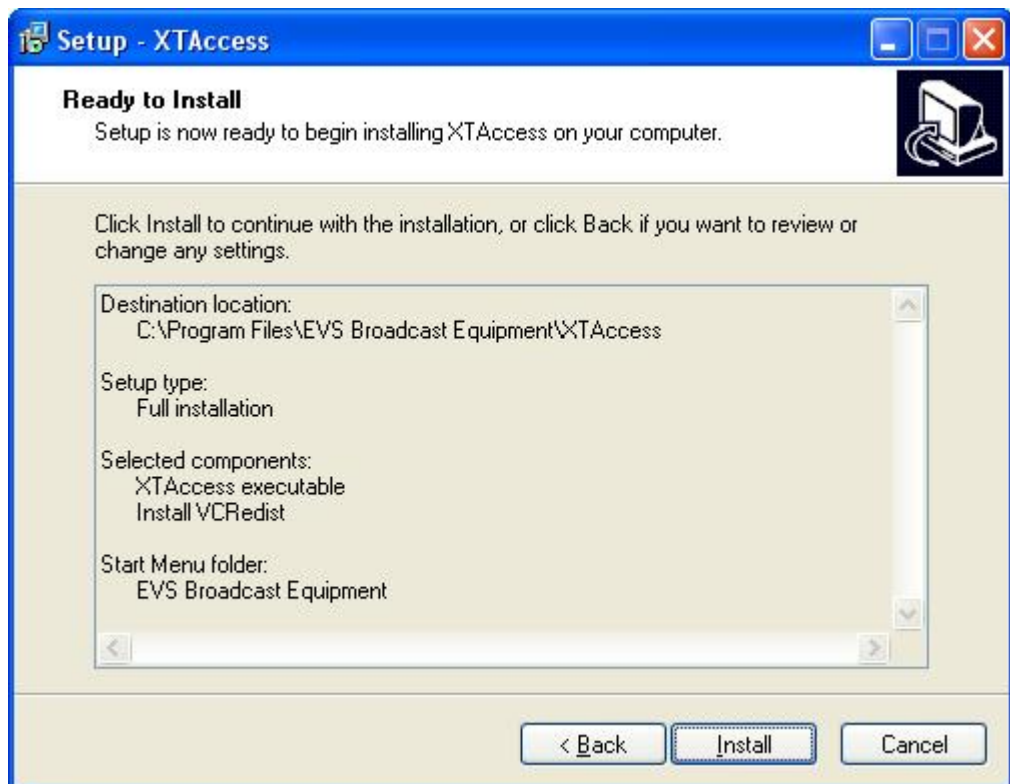 Setup - XTAccess
Ready to Install
Setup is now ready to begin installing XTAccess on your computer.
Click Install to continue with the installation, or click Back if you want to review or
change any settings.
Destination location:
C:\Program Files\EVS Broadcast Equipment\XTAccess
Setup type:
Full installation
Selected components:
XTAccess executable
Install VCRedist
Start Menu folder:
EVS Broadcast Equipment
< Back
Install
Cancel